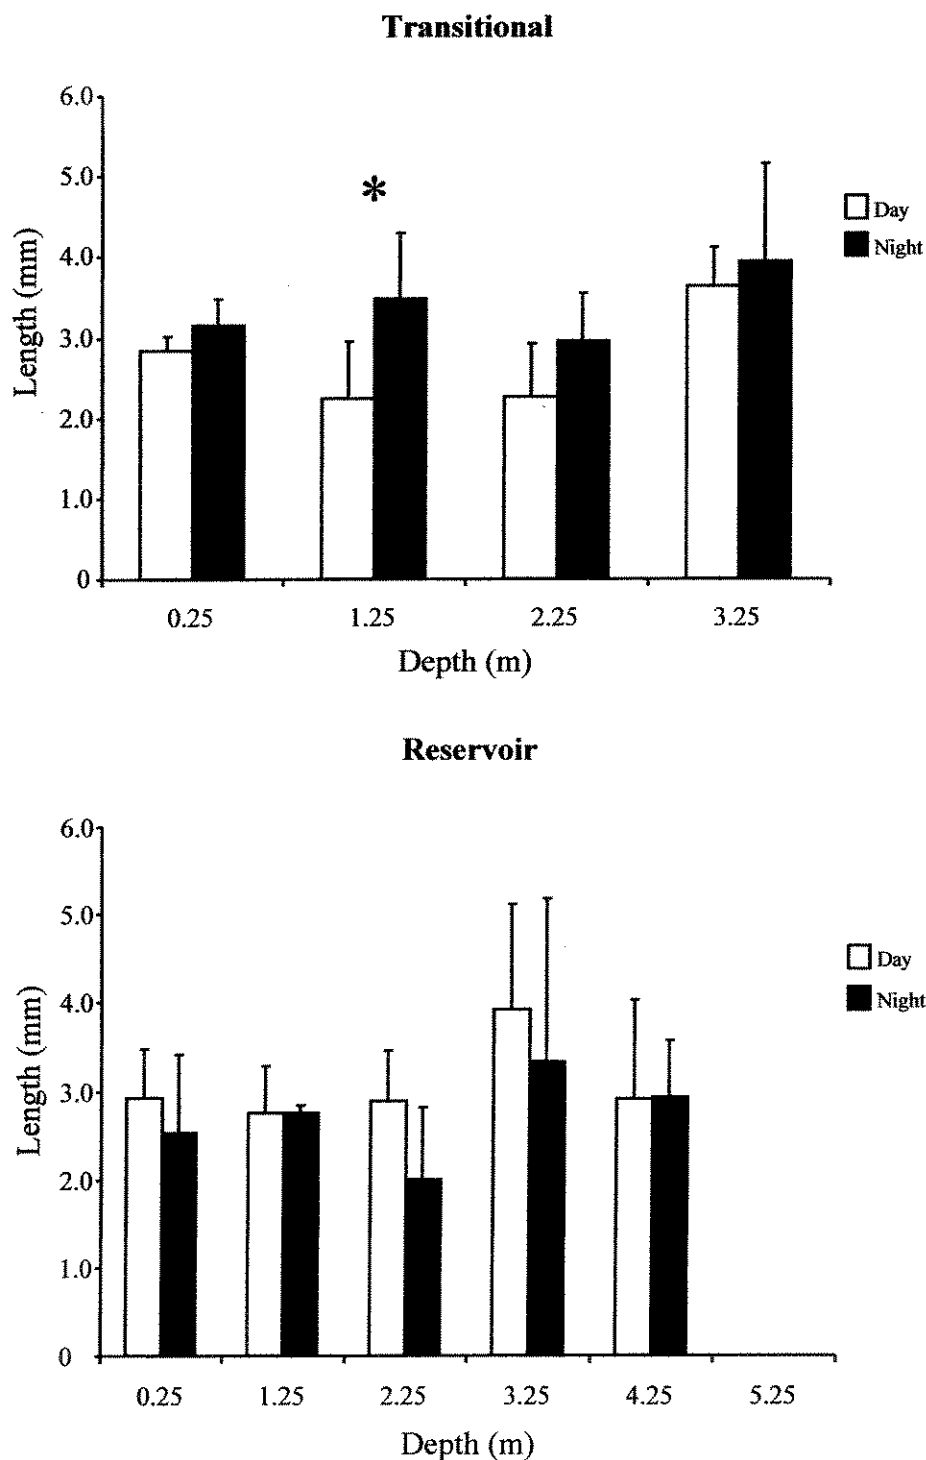 Transitional
6.0
5.0
4.0
3.0
2.0
1.0
0
Length (mm)
*
Day
Night
0.25 1.25 2.25 3.25
Depth (m)
Reservoir
6.0
5.0
4.0
3.0
2.0
1.0
0
Length (mm)
Day
Night
0.25 1.25 2.25 3.25 4.25 5.25
Depth (m)